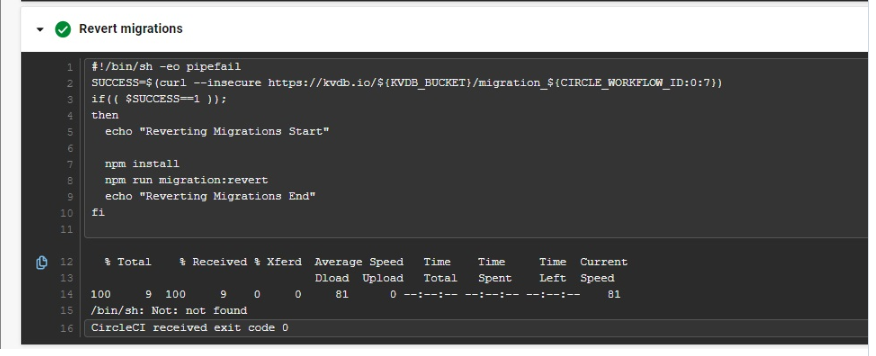 Revert migrations
1 #!/bin/sh -eo pipefail
2 SUCCESS=$(curl --insecure https://kvdb.io/${KVDB_BUCKET}/migration_${CIRCLE_WORKFLOW_ID:0:7})
3 if(( $SUCCESS==1 ));
4 then
5   echo "Reverting Migrations Start"
6
7   npm install
8   npm run migration:revert
9   echo "Reverting Migrations End"
10 fi
11
12   % Total    % Received % Xferd  Average Speed   Time    Time     Time  Current
13                                  Dload  Upload   Total   Spent    Left  Speed
14 100     9  100     9    0     0     81      0 --:--:-- --:--:-- --:--:--    81
15 /bin/sh: Not: not found
16 CircleCI received exit code 0